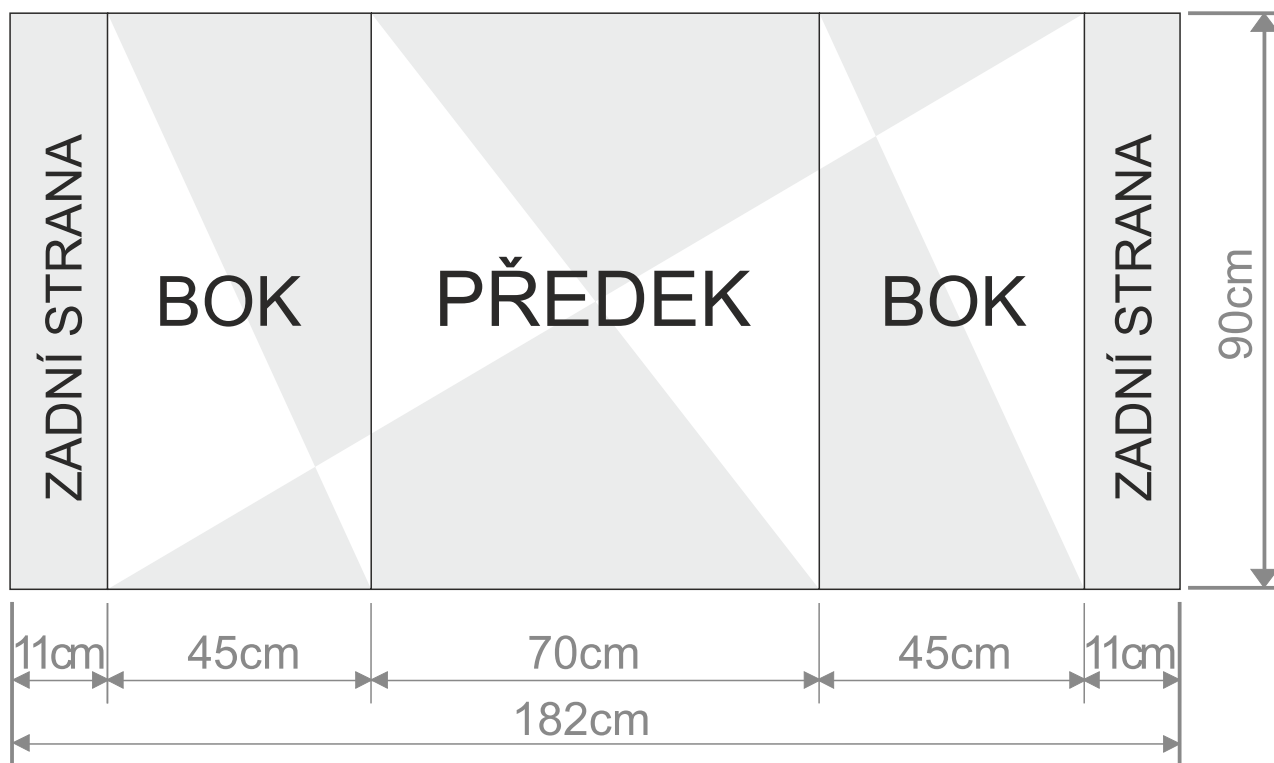 ZADNÍ STRANA
BOK
PŘEDEK
BOK
ZADNÍ STRANA
90cm
11cm
45cm
70cm
45cm
11cm
182cm